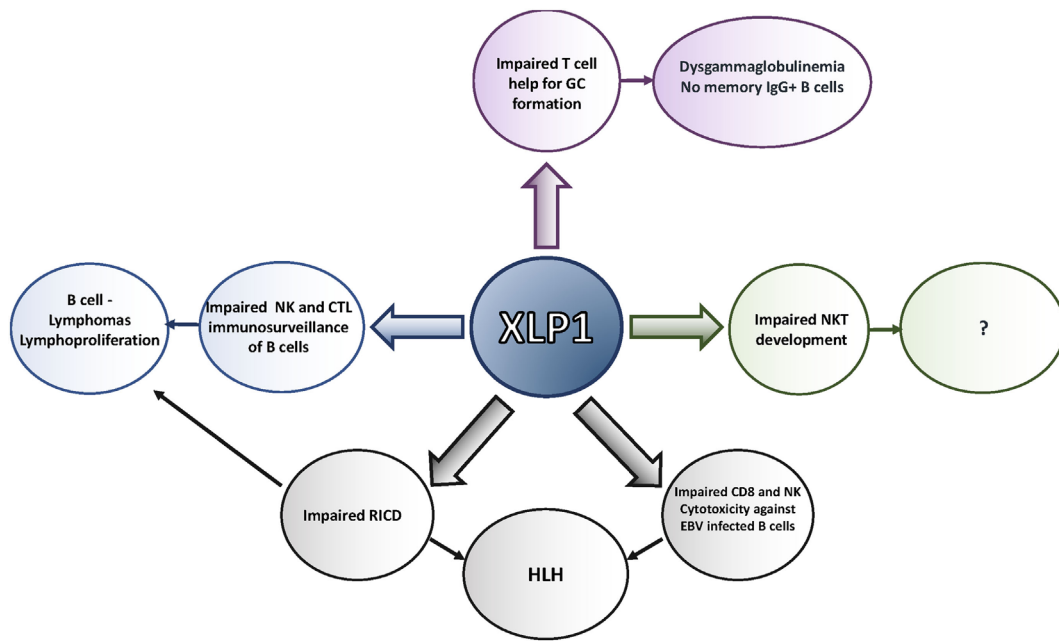 Impaired T cell
help for GC
formation
Dysgammaglobulinemia
No memory IgG+ B cells
B cell -
Lymphomas
Lymphoproliferation
Impaired NK and CTL
immunosurveillance
of B cells
XLP1
Impaired NKT
development
?
Impaired RICD
HLH
Impaired CD8 and NK
Cytotoxicity against
EBV infected B cells